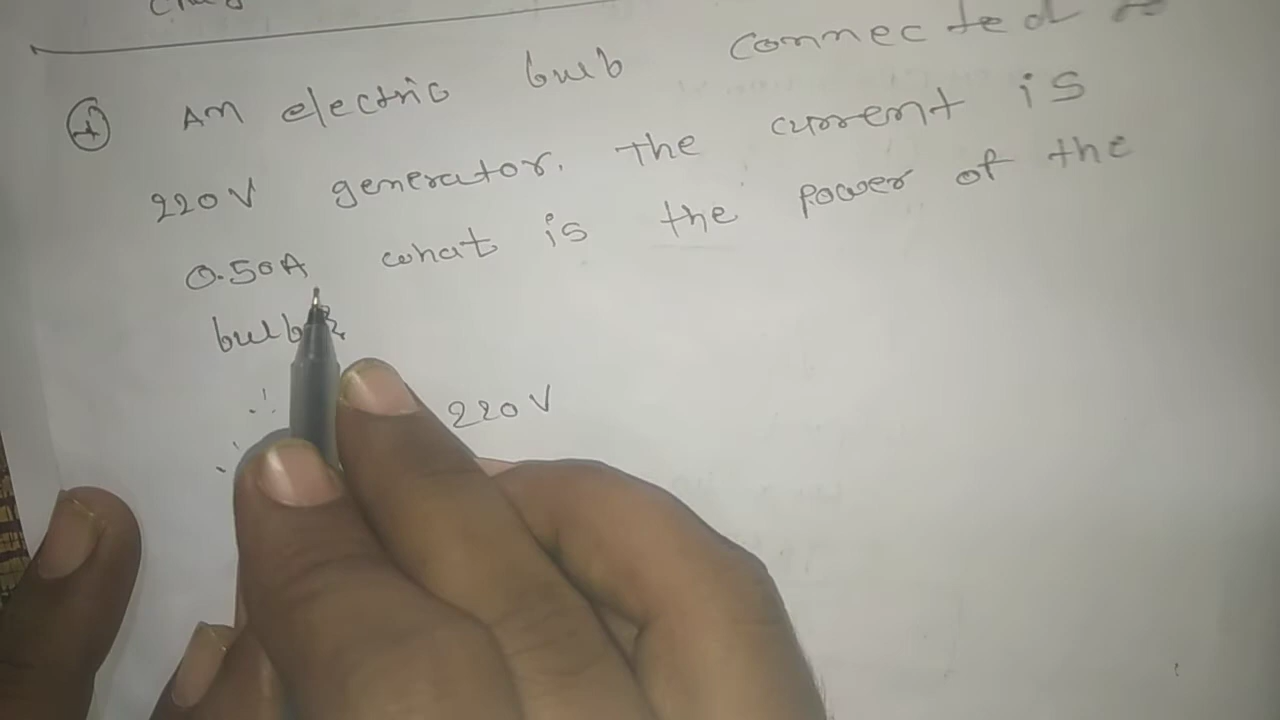 ④ An electric bulb connected to
220V generator. The current is
0.50A what is the power of the
bulb?
∴ 220V
∴